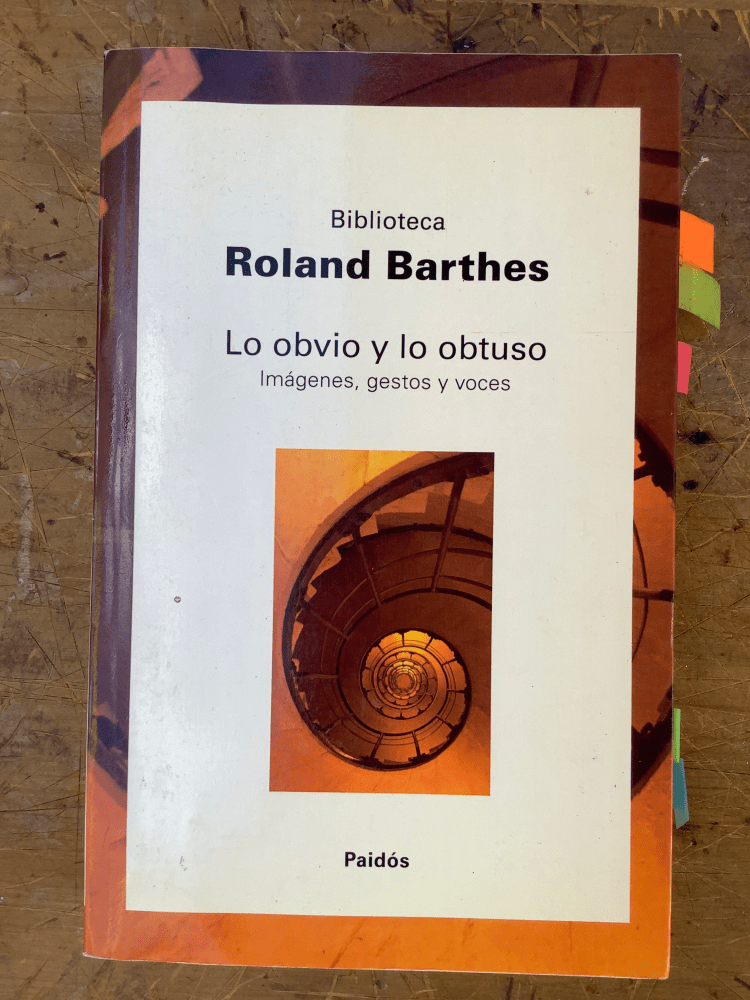 Biblioteca
Roland Barthes
Lo obvio y lo obtuso
Imágenes, gestos y voces
Paidós